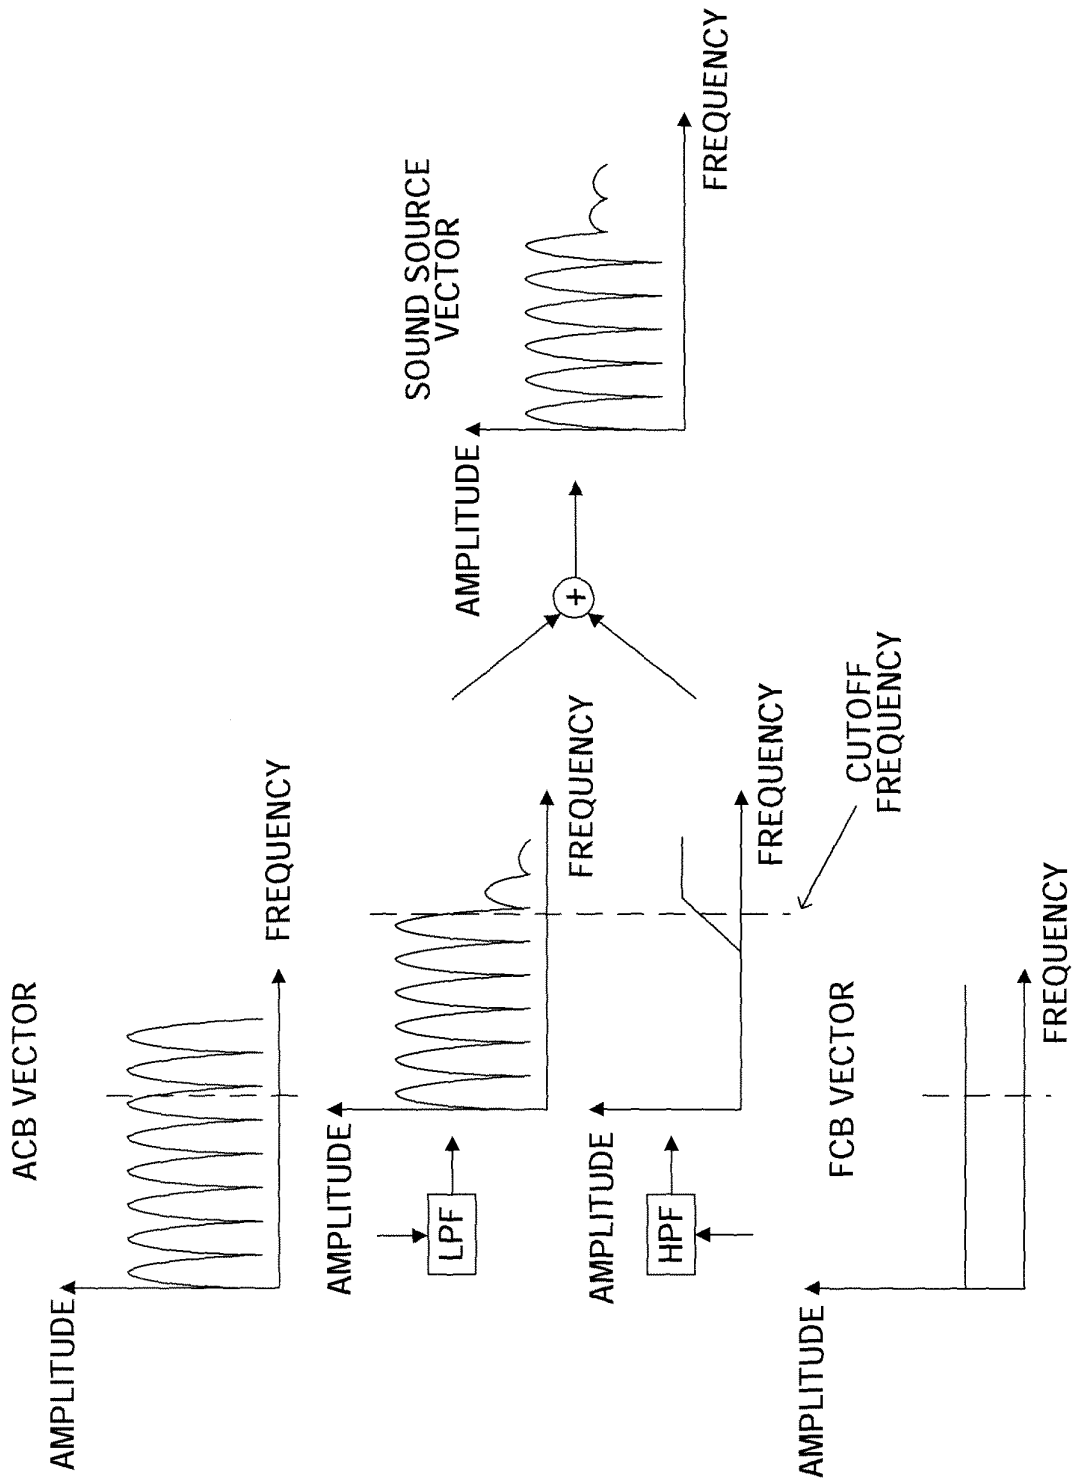 ACB VECTOR
AMPLITUDE
FREQUENCY
LPF
AMPLITUDE
FREQUENCY
HPF
AMPLITUDE
FREQUENCY
CUTOFF
FREQUENCY
FCB VECTOR
AMPLITUDE
FREQUENCY
+
SOUND SOURCE
VECTOR
AMPLITUDE
FREQUENCY